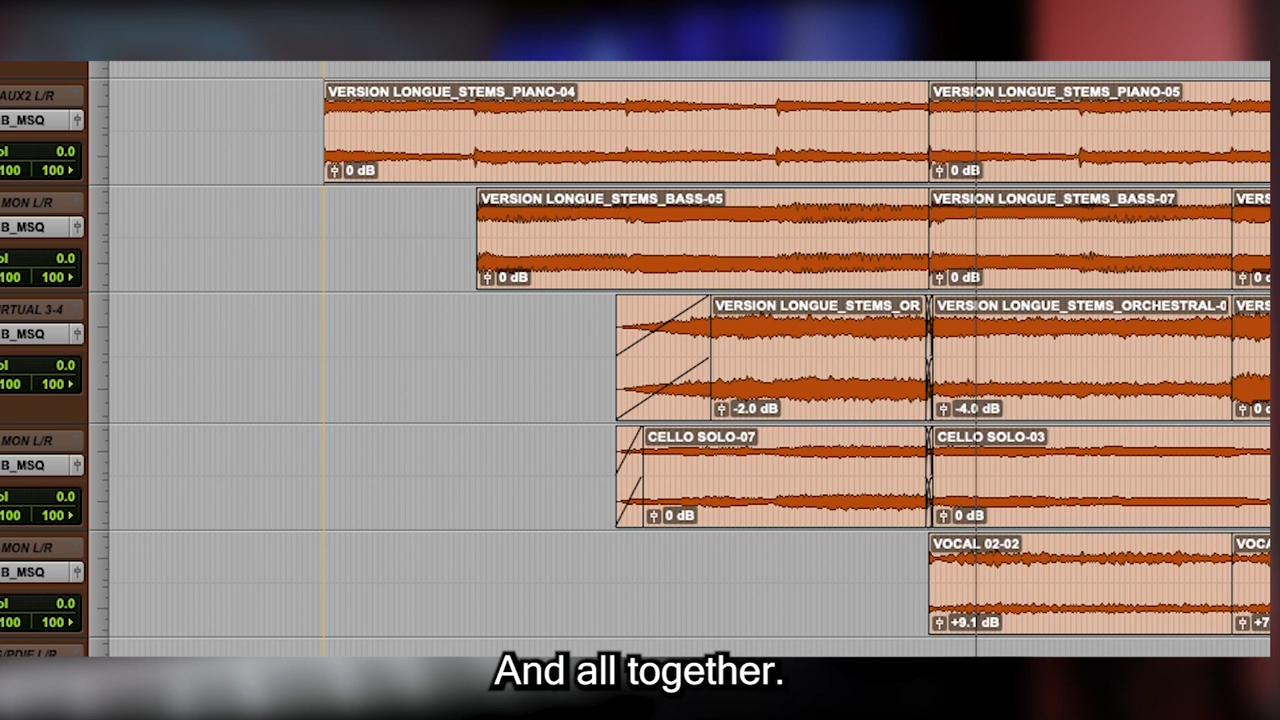 AUX2 L/R
VERSION LONGUE_STEMS_PIANO-04
VERSION LONGUE_STEMS_PIANO-05
B_MSQ
0.0
100 100
0 dB
0 dB
MON L/R
VERSION LONGUE_STEMS_BASS-05
VERSION LONGUE_STEMS_BASS-07
B_MSQ
0.0
100 100
0 dB
0 dB
3-4
VERSION LONGUE_STEMS_OR
VERSION LONGUE_STEMS_ORCHESTRAL-0
B_MSQ
0.0
100 100
-2.0 dB
-4.0 dB
MON L/R
CELLO SOLO-07
CELLO SOLO-03
B_MSQ
0.0
100 100
0 dB
0 dB
MON L/R
VOCAL 02-02
B_MSQ
0.0
100 100
+9.1 dB
+7
And all together.